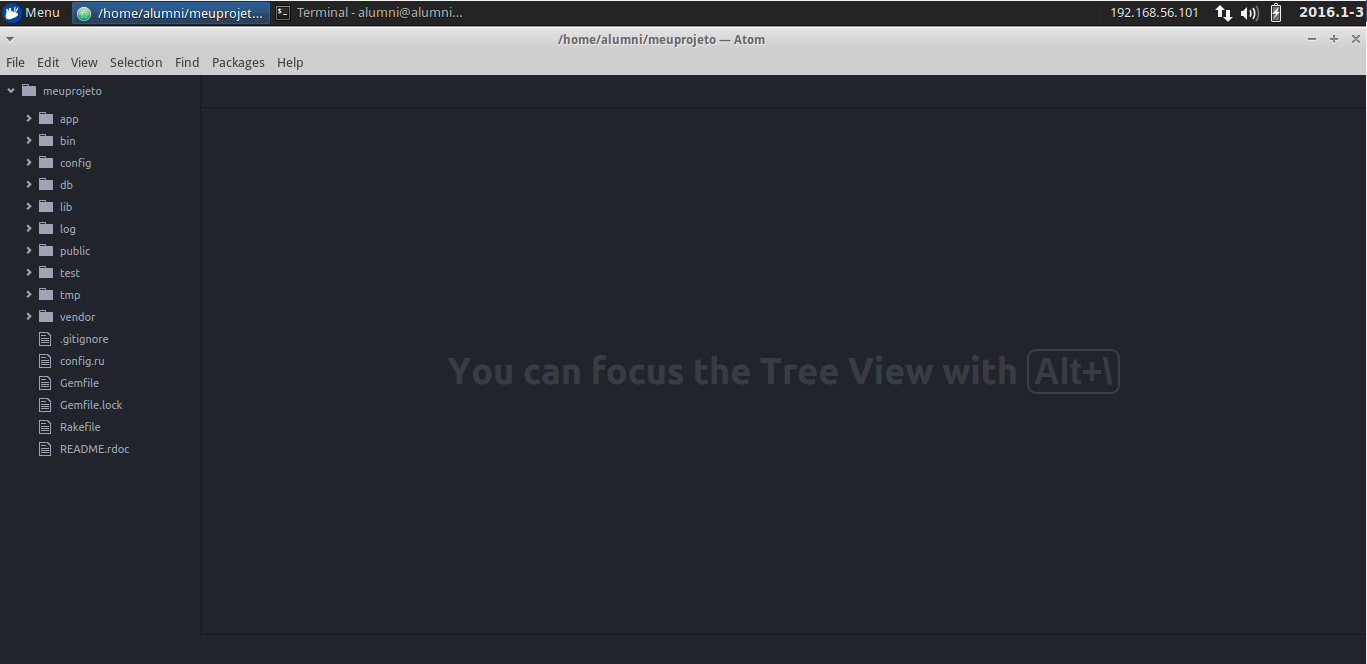 Menu /home/alumni/meuprojet... Terminal - alumni@alumni... 192.168.56.101 2016.1-3
/home/alumni/meuprojeto — Atom
File Edit View Selection Find Packages Help
meuprojeto
app
bin
config
db
lib
log
public
test
tmp
vendor
.gitignore
config.ru
Gemfile
Gemfile.lock
Rakefile
README.rdoc
You can focus the Tree View with Alt+\